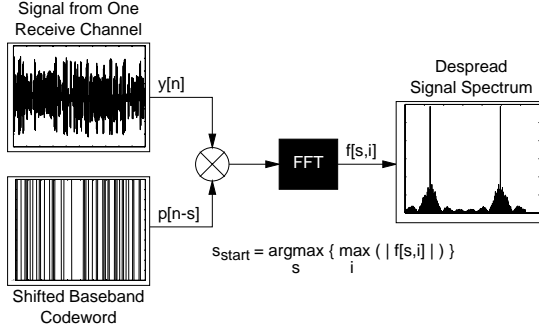 Signal from One
Receive Channel
y[n]
Despread
Signal Spectrum
FFT
f[s,i]
p[n-s]
s_start = argmax { max ( | f[s,i] | ) }
s i
Shifted Baseband
Codeword